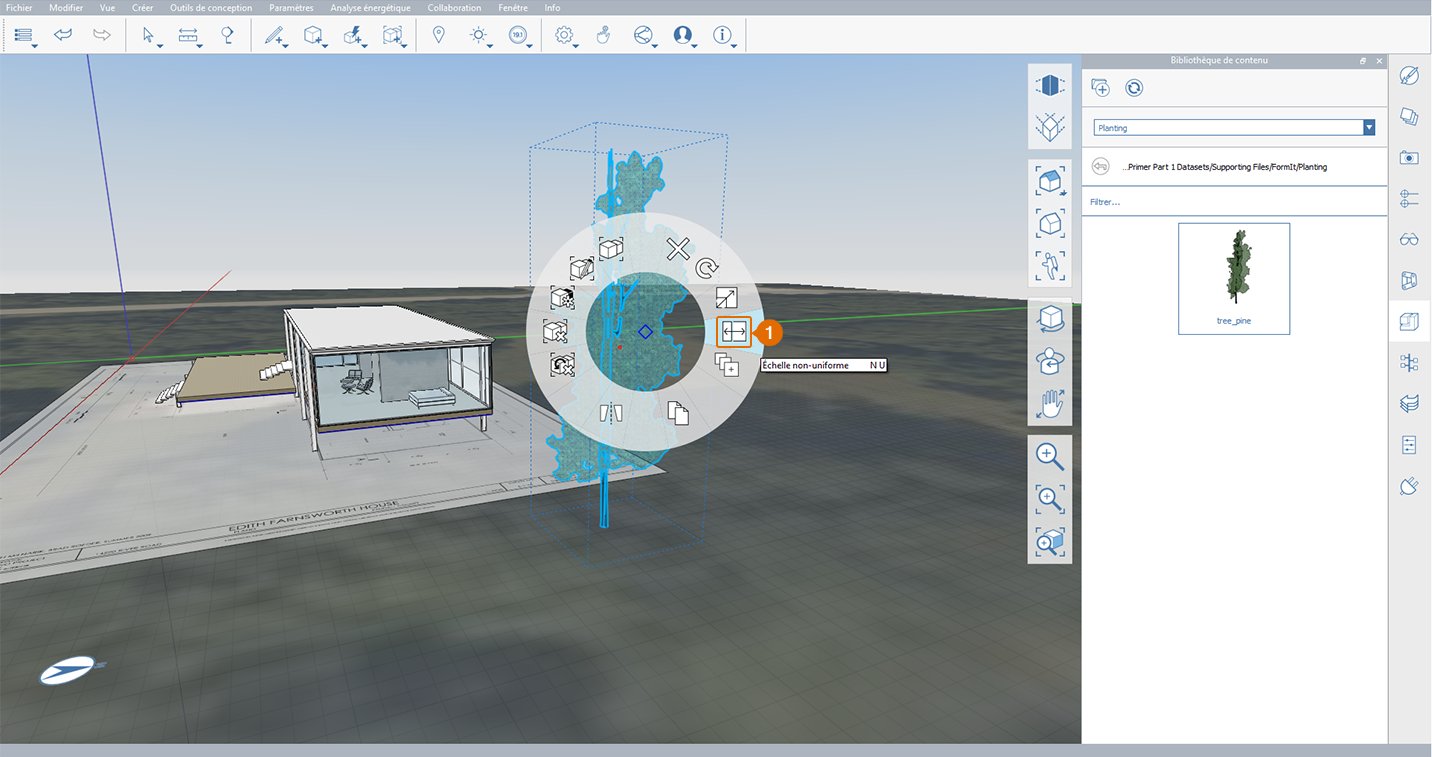 Fichier Modifier Vue Créer Outils de conception Paramètres Analyse énergétique Collaboration Fenêtre Info
191
Bibliothèque de contenu
Planting
...Primer Part 1 Datasets/Supporting Files/FormIt/Planting
Filtrer...
tree_pine
1
Échelle non-uniforme N U
EDITH FARNSWORTH HOUSE